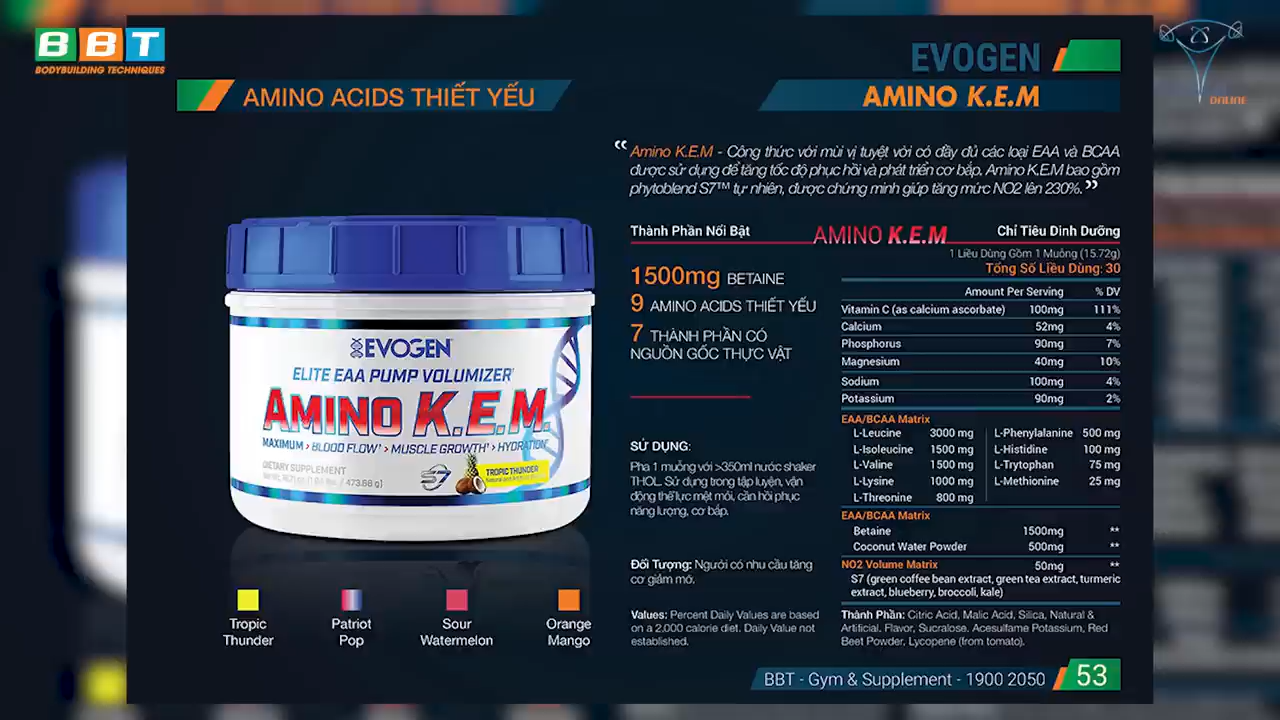 BBT
BODYBUILDING TECHNIQUES
ONLINE
EVOGEN
AMINO ACIDS THIẾT YẾU
AMINO K.E.M
“ Amino K.E.M - Công thức với mùi vị tuyệt vời có đầy đủ các loại EAA và BCAA
được sử dụng để tăng tốc độ phục hồi và phát triển cơ bắp. Amino K.E.M bao gồm
phytoblend S7™ tự nhiên, được chứng minh giúp tăng mức NO2 lên 230%. ”
Thành Phần Nổi Bật
AMINO K.E.M
Chỉ Tiêu Dinh Dưỡng
1 Liều Dùng Gồm 1 Muỗng (15.72g)
Tổng Số Liều Dùng: 30
1500mg BETAINE
9 AMINO ACIDS THIẾT YẾU
7 THÀNH PHẦN CÓ
NGUỒN GỐC THỰC VẬT
Amount Per Serving % DV
Vitamin C (as calcium ascorbate) 100mg 111%
Calcium 52mg 4%
Phosphorus 90mg 7%
Magnesium 40mg 10%
Sodium 100mg 4%
Potassium 90mg 2%
EAA/BCAA Matrix
L-Leucine 3000 mg L-Phenylalanine 500 mg
L-Isoleucine 1500 mg L-Histidine 100 mg
L-Valine 1500 mg L-Trytophan 75 mg
L-Lysine 1000 mg L-Methionine 25 mg
L-Threonine 800 mg
EAA/BCAA Matrix
Betaine 1500mg **
Coconut Water Powder 500mg **
NO2 Volume Matrix 50mg **
S7 (green coffee bean extract, green tea extract, turmeric
extract, blueberry, broccoli, kale)
Thành Phần: Citric Acid, Malic Acid, Silica, Natural &
Artificial, Flavor, Sucralose, Acesulfame Potassium, Red
Beet Powder, Lycopene (from tomato).
SỬ DỤNG:
Pha 1 muỗng với >350ml nước shaker
THOL. Sử dụng trong tập luyện, vận
động thể lực mệt mỏi, cần hồi phục
năng lượng, cơ bắp.
Đối Tượng: Người có nhu cầu tăng
cơ giảm mỡ.
Values: Percent Daily Values are based
on a 2,000 calorie diet. Daily Value not
established.
EVOGEN
ELITE EAA PUMP VOLUMIZER
AMINO K.E.M.
MAXIMUM > BLOOD FLOW > MUSCLE GROWTH > HYDRATION
DIETARY SUPPLEMENT
S7
TROPIC THUNDER
Tropic
Thunder
Patriot
Pop
Sour
Watermelon
Orange
Mango
BBT - Gym & Supplement - 1900 2050
53